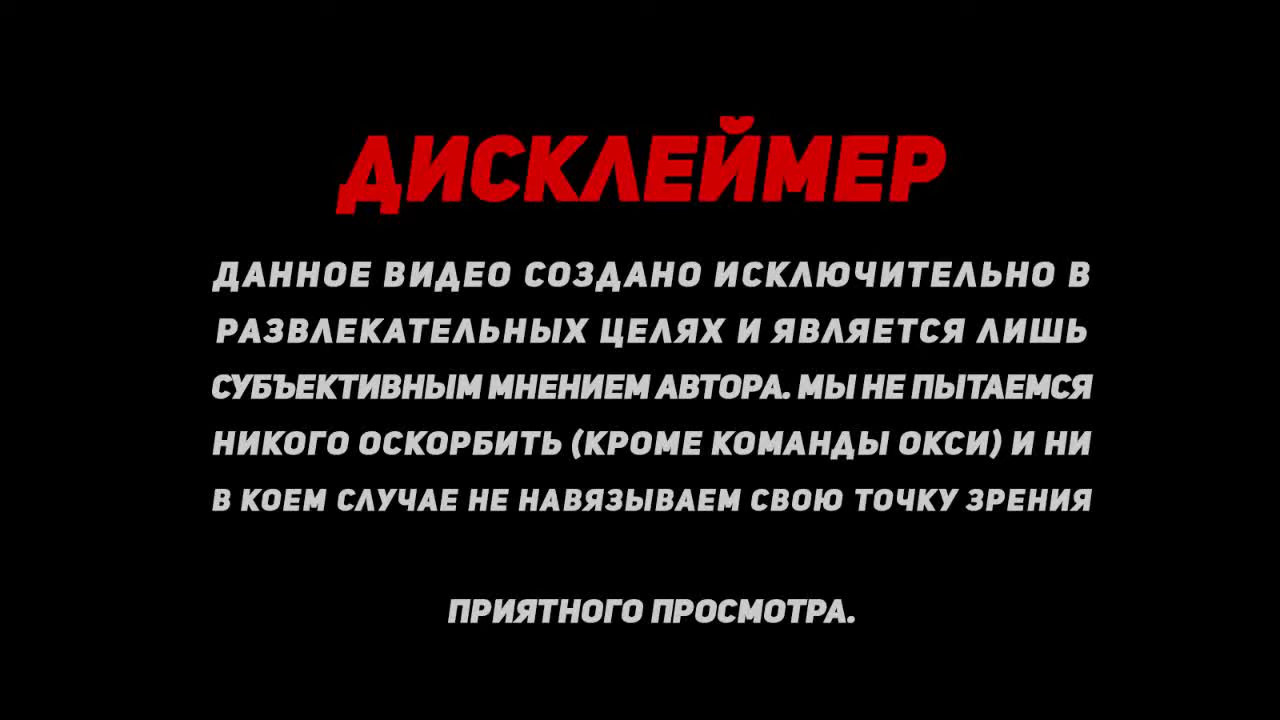 ДИСКЛЕЙМЕР
ДАННОЕ ВИДЕО СОЗДАНО ИСКЛЮЧИТЕЛЬНО В
РАЗВЛЕКАТЕЛЬНЫХ ЦЕЛЯХ И ЯВЛЯЕТСЯ ЛИШЬ
СУБЪЕКТИВНЫМ МНЕНИЕМ АВТОРА. МЫ НЕ ПЫТАЕМСЯ
НИКОГО ОСКОРБИТЬ (КРОМЕ КОМАНДЫ ОКСИ) И НИ
В КОЕМ СЛУЧАЕ НЕ НАВЯЗЫВАЕМ СВОЮ ТОЧКУ ЗРЕНИЯ
ПРИЯТНОГО ПРОСМОТРА.